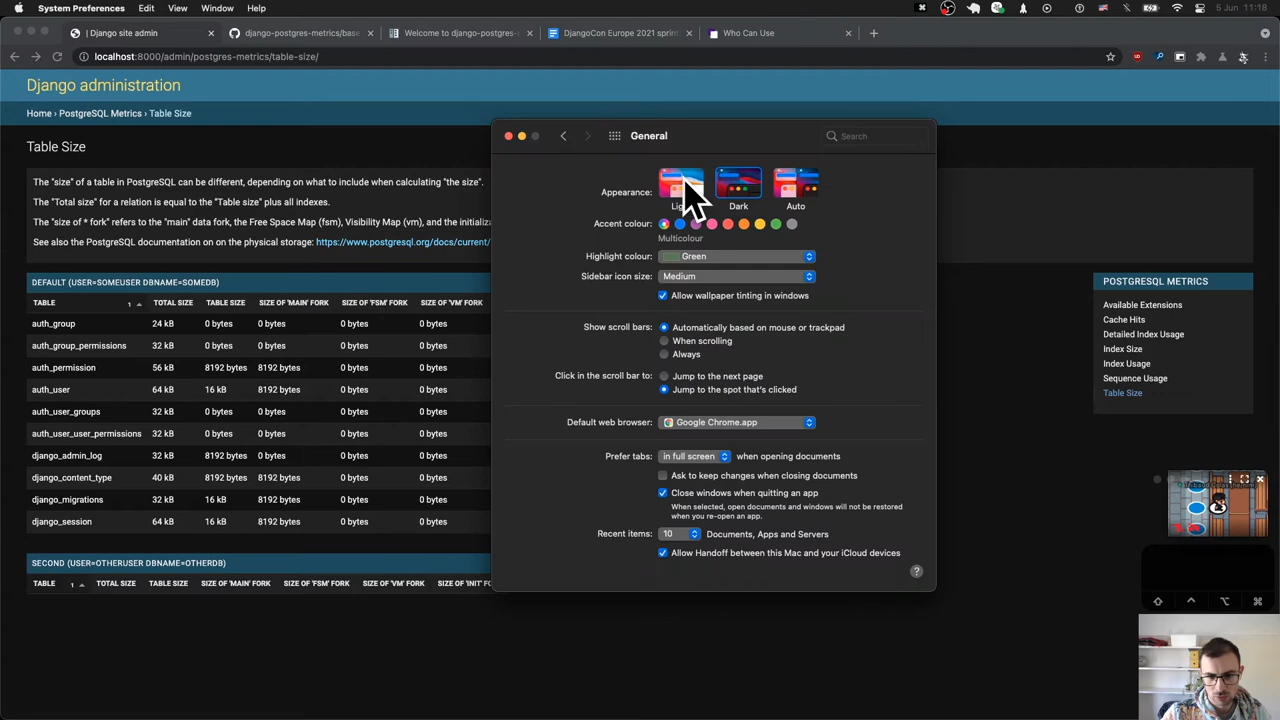 System Preferences Edit View Window Help
5 Jun 11:18
| Django site admin
django-postgres-metrics/base
Welcome to django-postgres-
DjangoCon Europe 2021 sprint
Who Can Use
localhost:8000/admin/postgres-metrics/table-size/
Django administration
Home › PostgreSQL Metrics › Table Size
Table Size
The "size" of a table in PostgreSQL can be different, depending on what to include when calculating "the size".
The "Total size" for a relation is equal to the "Table size" plus all indexes.
The "size of * fork" refers to the "main" data fork, the Free Space Map (fsm), Visibility Map (vm), and the initializa
See also the PostgreSQL documentation on on the physical storage: https://www.postgresql.org/docs/current/
DEFAULT (USER=SOMEUSER DBNAME=SOMEDB)
TABLE 1 TOTAL SIZE TABLE SIZE SIZE OF 'MAIN' FORK SIZE OF 'FSM' FORK SIZE OF 'VM' FORK
auth_group 24 kB 0 bytes 0 bytes 0 bytes 0 bytes
auth_group_permissions 32 kB 0 bytes 0 bytes 0 bytes 0 bytes
auth_permission 56 kB 8192 bytes 8192 bytes 0 bytes 0 bytes
auth_user 64 kB 16 kB 8192 bytes 0 bytes 8192 bytes
auth_user_groups 32 kB 0 bytes 0 bytes 0 bytes 0 bytes
auth_user_user_permissions 32 kB 0 bytes 0 bytes 0 bytes 0 bytes
django_admin_log 32 kB 8192 bytes 0 bytes 0 bytes 0 bytes
django_content_type 40 kB 8192 bytes 8192 bytes 0 bytes 0 bytes
django_migrations 32 kB 16 kB 8192 bytes 0 bytes 8192 bytes
django_session 64 kB 16 kB 8192 bytes 0 bytes 8192 bytes
SECOND (USER=OTHERUSER DBNAME=OTHERDB)
TABLE 1 TOTAL SIZE TABLE SIZE SIZE OF 'MAIN' FORK SIZE OF 'FSM' FORK SIZE OF 'VM' FORK SIZE OF 'INIT' F
General
Search
Appearance:
Dark Auto
Accent colour:
Multicolour
Highlight colour: Green
Sidebar icon size: Medium
Allow wallpaper tinting in windows
Show scroll bars: Automatically based on mouse or trackpad
When scrolling
Always
Click in the scroll bar to: Jump to the next page
Jump to the spot that's clicked
Default web browser: Google Chrome.app
Prefer tabs: in full screen when opening documents
Ask to keep changes when closing documents
Close windows when quitting an app
When selected, open documents and windows will not be restored
when you re-open an app.
Recent items: 10 Documents, Apps and Servers
Allow Handoff between this Mac and your iCloud devices
?
POSTGRESQL METRICS
Available Extensions
Cache Hits
Detailed Index Usage
Index Size
Index Usage
Sequence Usage
Table Size